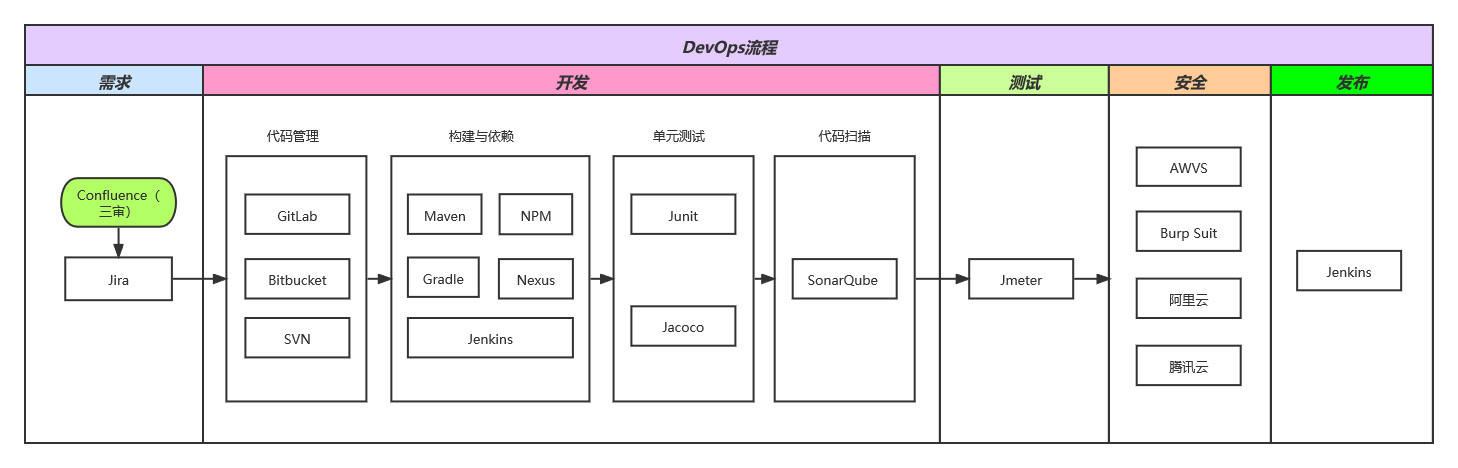 DevOps流程
需求
开发
测试
安全
发布
Confluence（
三审）
Jira
代码管理
GitLab
Bitbucket
SVN
构建与依赖
Maven
NPM
Gradle
Nexus
Jenkins
单元测试
Junit
Jacoco
代码扫描
SonarQube
Jmeter
AWVS
Burp Suit
阿里云
腾讯云
Jenkins